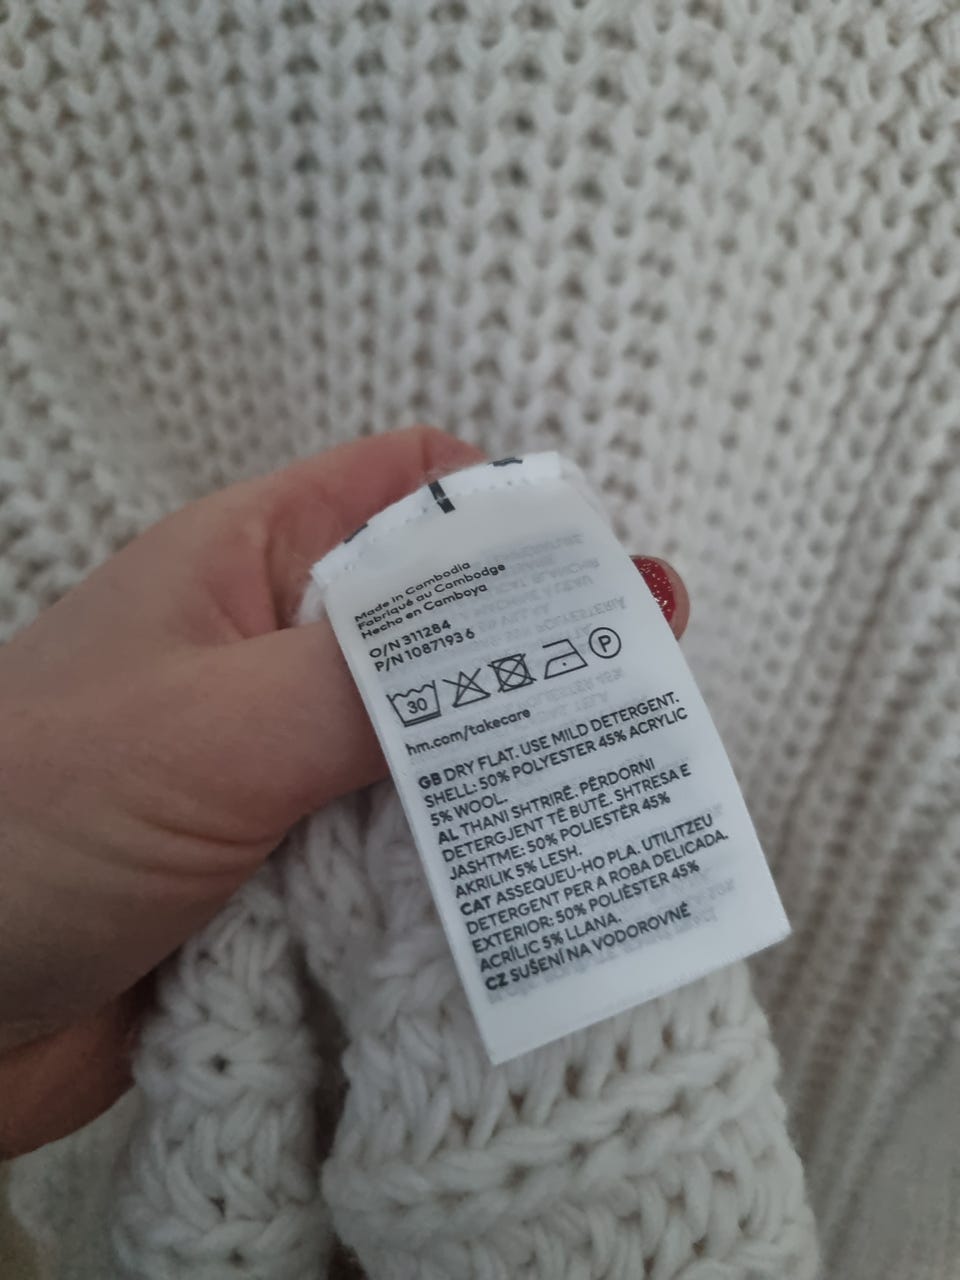 Made in Cambodia
Fabriqué au Cambodge
Hecho en Camboya
O/N 311284
P/N 1087193 6
30
P
hm.com/takecare
GB DRY FLAT. USE MILD DETERGENT.
SHELL: 50% POLYESTER 45% ACRYLIC
5% WOOL.
AL THANI SHTRIRË. PËRDORNI
DETERGJENT TË BUTË. SHTRESA E
JASHTME: 50% POLIESTËR 45%
AKRILIK 5% LESH.
CAT ASSEQUEU-HO PLA. UTILITZEU
DETERGENT PER A ROBA DELICADA.
EXTERIOR: 50% POLIÈSTER 45%
ACRÍLIC 5% LLANA.
CZ SUŠENÍ NA VODOROVNÉ